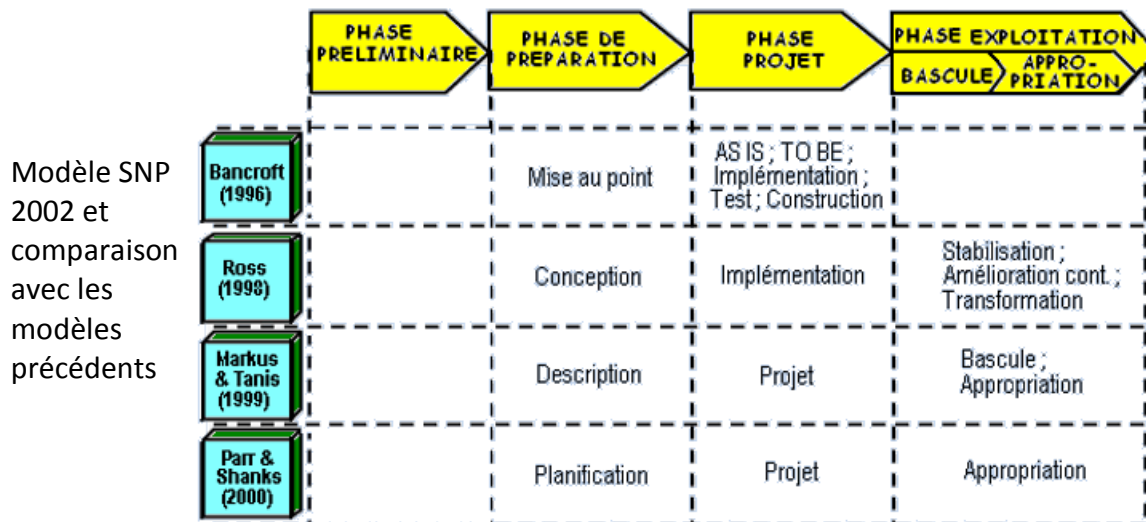 PHASE
PRELIMINAIRE
PHASE DE
PREPARATION
PHASE
PROJET
PHASE EXPLOITATION
BASCULE
APPRO-
PRIATION
Modèle SNP
2002 et
comparaison
avec les
modèles
précédents
Bancroft
(1996)
Mise au point
AS IS ; TO BE ;
Implémentation ;
Test ; Construction
Ross
(1998)
Conception
Implémentation
Stabilisation ;
Amélioration cont. ;
Transformation
Markus
& Tanis
(1999)
Description
Projet
Bascule ;
Appropriation
Parr &
Shanks
(2000)
Planification
Projet
Appropriation